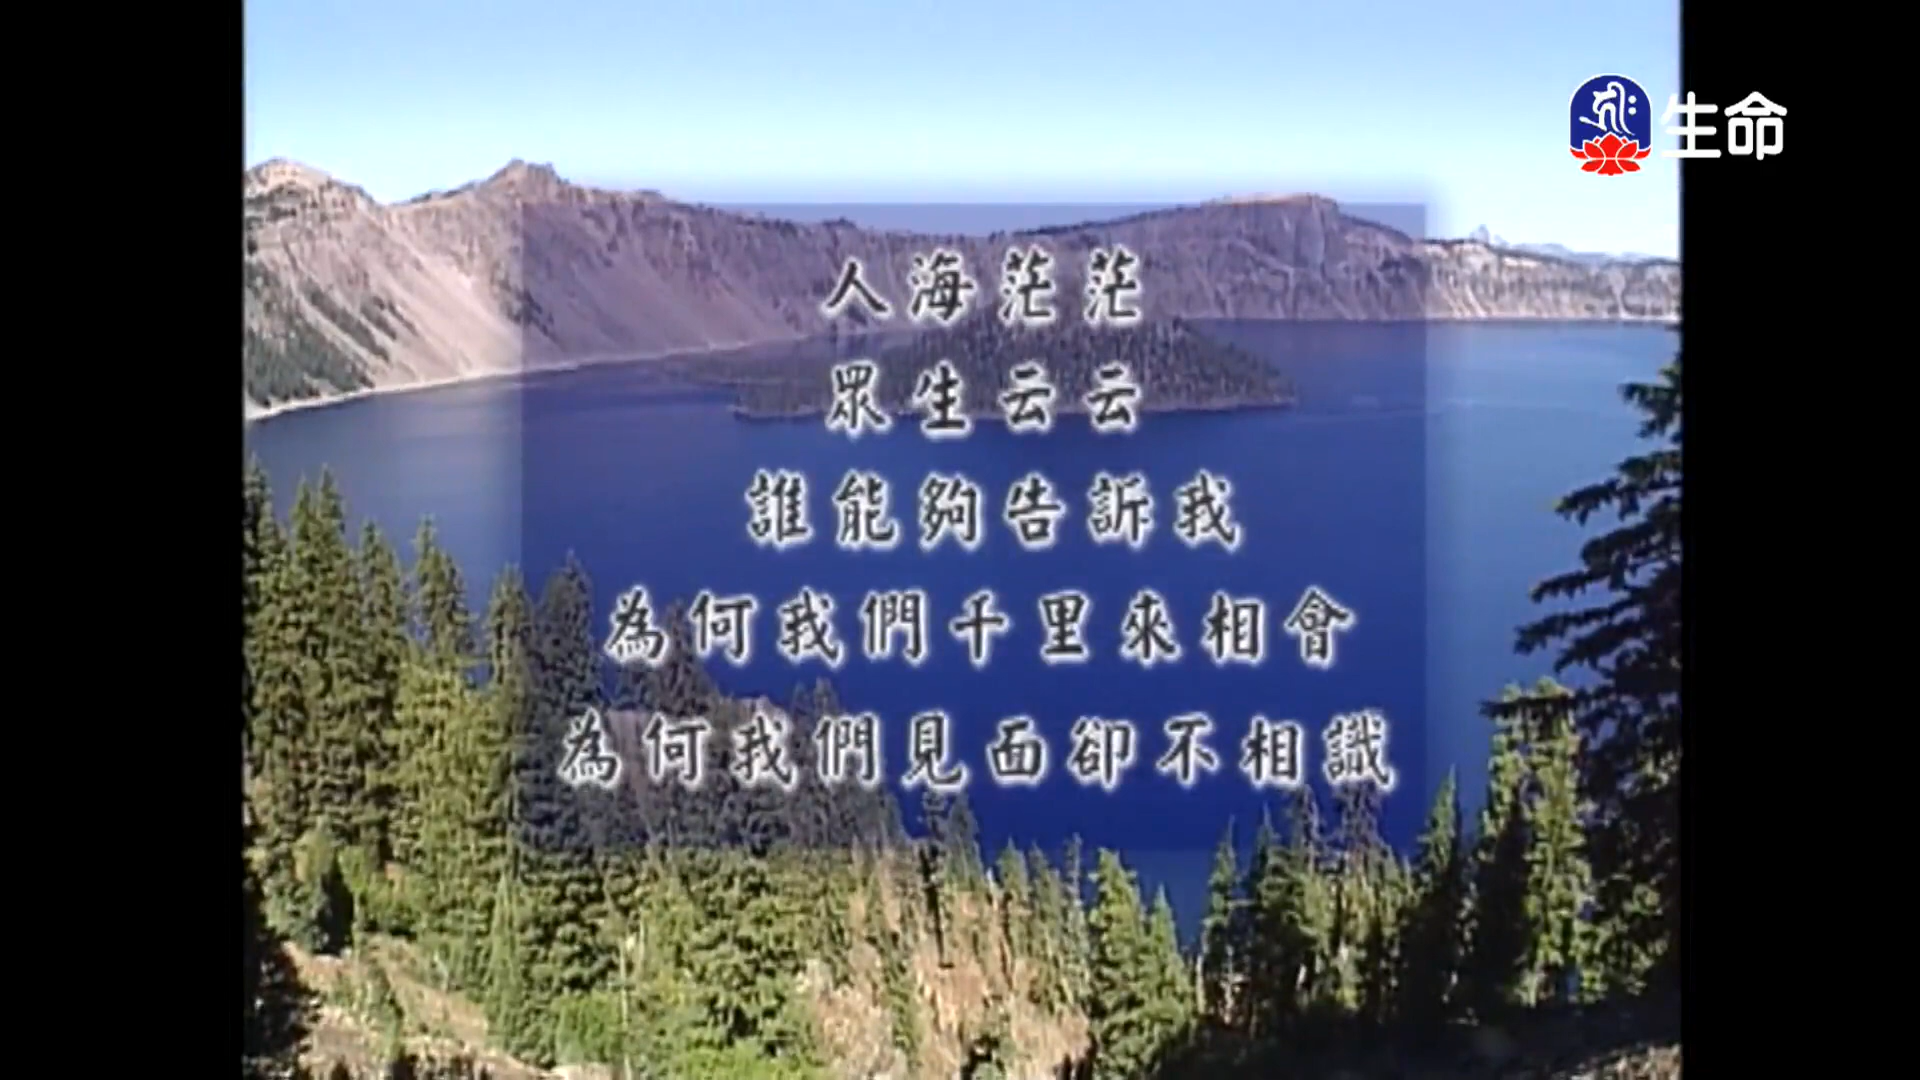 生命
人海茫茫
眾生云云
誰能夠告訴我
為何我們千里來相會
為何我們見面卻不相識